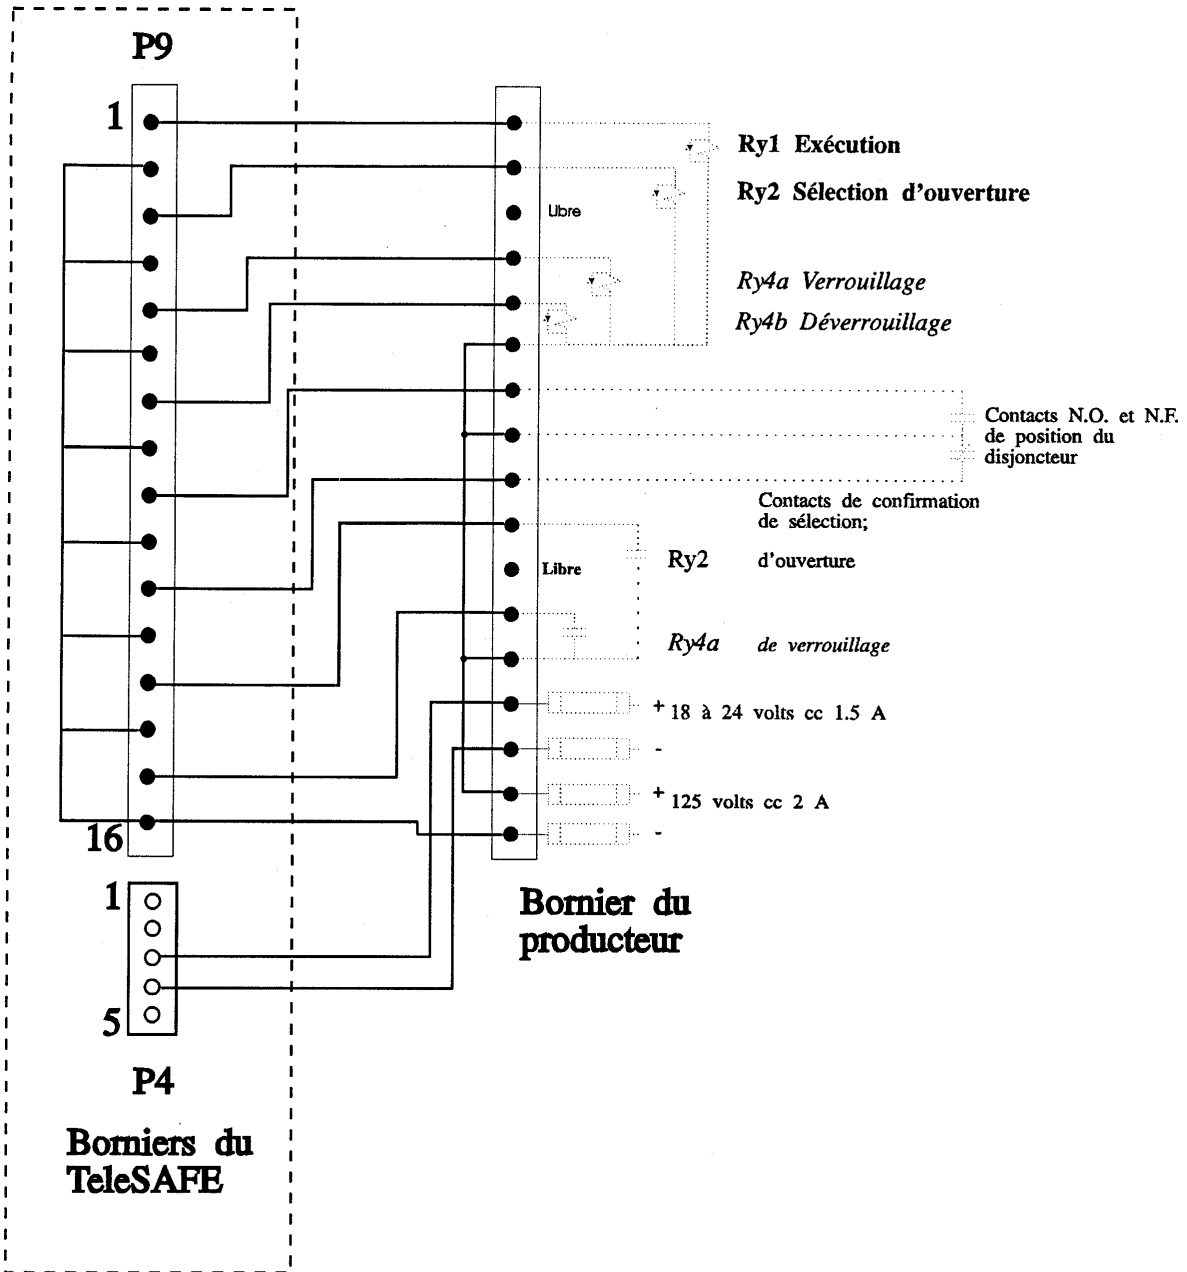 P9
1
Ry1 Exécution
Ry2 Sélection d'ouverture
Libre
Ry4a Verrouillage
Ry4b Déverrouillage
Contacts N.O. et N.F.
de position du
disjoncteur
Contacts de confirmation
de sélection;
Libre
Ry2 d'ouverture
Ry4a de verrouillage
+ 18 à 24 volts cc 1.5 A
-
+ 125 volts cc 2 A
-
16
1
Bornier du
producteur
5
P4
Borniers du
TeleSAFE